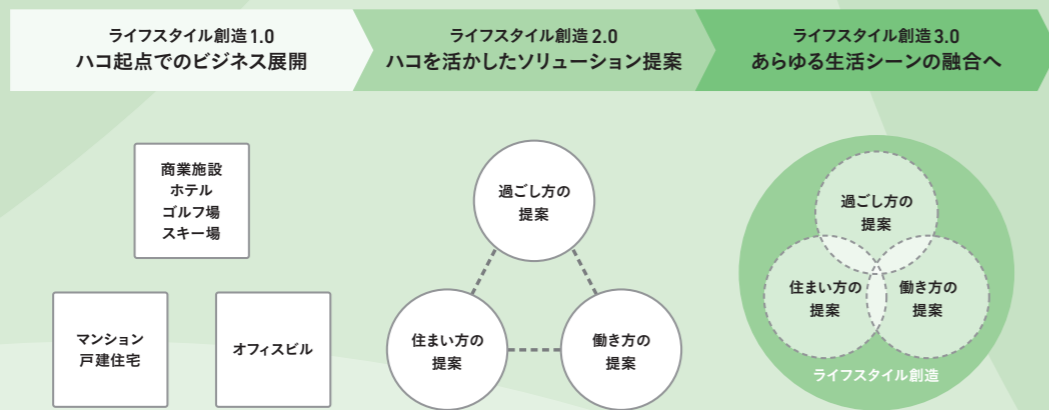 ライフスタイル創造1.0
ハコ起点でのビジネス展開
ライフスタイル創造2.0
ハコを活かしたソリューション提案
ライフスタイル創造3.0
あらゆる生活シーンの融合へ
商業施設
ホテル
ゴルフ場
スキー場
マンション
戸建住宅
オフィスビル
過ごし方の
提案
住まい方の
提案
働き方の
提案
過ごし方の
提案
住まい方の
提案
働き方の
提案
ライフスタイル創造